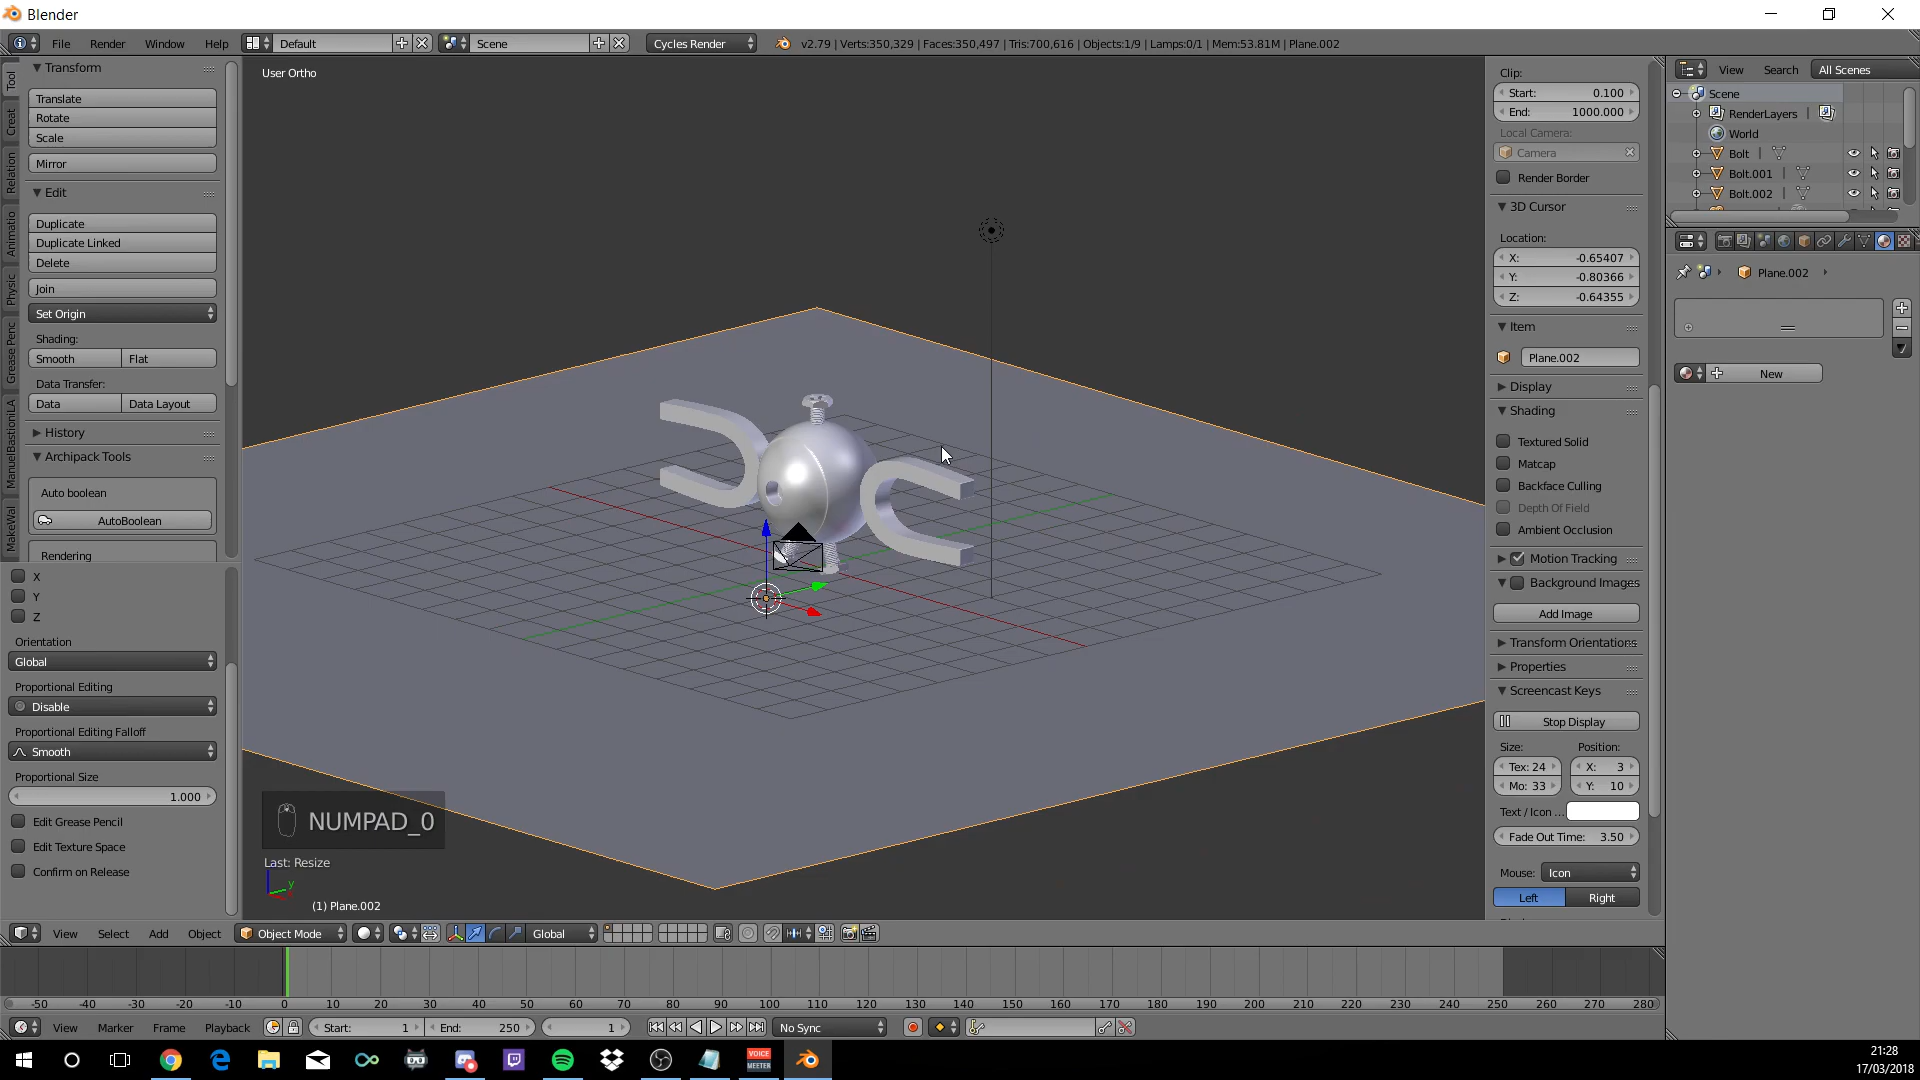 Blender
File Render Window Help Default Scene Cycles Render v2.79 | Verts:350,329 | Faces:350,497 | Tris:700,616 | Objects:1/9 | Lamps:0/1 | Mem:53.81M | Plane.002
Tool
Creat
Relation
Animatio
Physic
Grease Penc
ManuelBastioniLA
MakeWal
Transform
Translate
Rotate
Scale
Mirror
Edit
Duplicate
Duplicate Linked
Delete
Join
Set Origin
Shading:
Smooth Flat
Data Transfer:
Data Data Layout
History
Archipack Tools
Auto boolean
AutoBoolean
Rendering
X
Y
Z
Orientation
Global
Proportional Editing
Disable
Proportional Editing Falloff
Smooth
Proportional Size
1.000
Edit Grease Pencil
Edit Texture Space
Confirm on Release
User Ortho
NUMPAD_0
Last: Resize
y
(1) Plane.002
Clip:
Start: 0.100
End: 1000.000
Local Camera:
Camera
Render Border
3D Cursor
Location:
X: -0.65407
Y: -0.80366
Z: -0.64355
Item
Plane.002
Display
Shading
Textured Solid
Matcap
Backface Culling
Depth Of Field
Ambient Occlusion
Motion Tracking
Background Images
Add Image
Transform Orientations
Properties
Screencast Keys
Stop Display
Size: Position:
Tex: 24 X: 3
Mo: 33 Y: 10
Text / Icon ...
Fade Out Time: 3.50
Mouse: Icon
Left Right
View Search All Scenes
Scene
RenderLayers |
World
Bolt |
Bolt.001 |
Bolt.002 |
Plane.002
New
View Select Add Object Object Mode Global
-50 -40 -30 -20 -10 0 10 20 30 40 50 60 70 80 90 100 110 120 130 140 150 160 170 180 190 200 210 220 230 240 250 260 270 280
View Marker Frame Playback Start: 1 End: 250 1 No Sync
VOICE
MEETER
21:28
17/03/2018